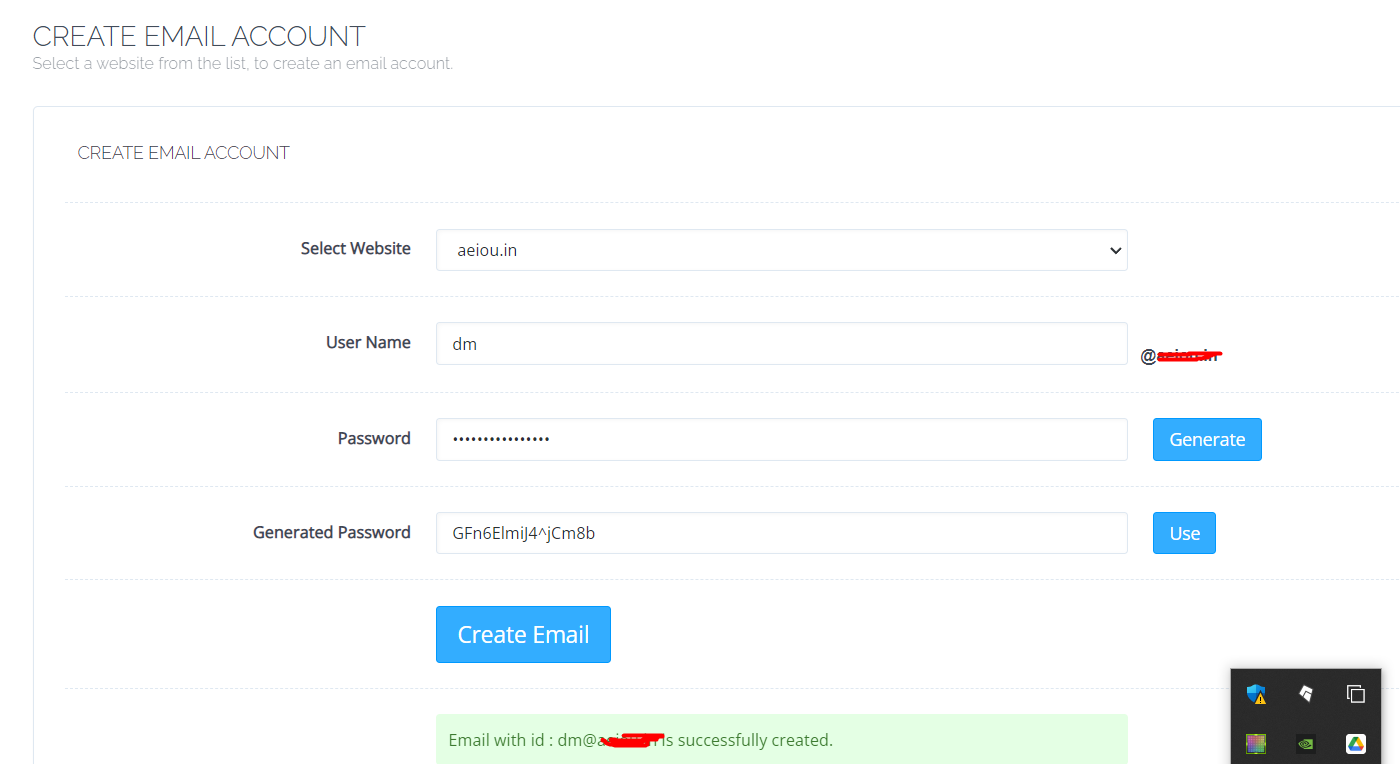 CREATE EMAIL ACCOUNT
Select a website from the list, to create an email account.
CREATE EMAIL ACCOUNT
Select Website
aeiou.in
User Name
dm
@
Password
••••••••••••••••
Generate
Generated Password
GFn6ElmiJ4^jCm8b
Use
Create Email
Email with id : dm@ is successfully created.